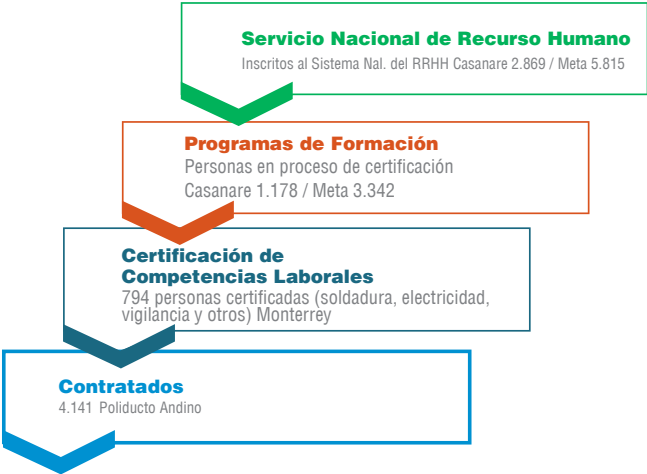 Servicio Nacional de Recurso Humano
Inscritos al Sistema Nal. del RRHH Casanare 2.869 / Meta 5.815
Programas de Formación
Personas en proceso de certificación
Casanare 1.178 / Meta 3.342
Certificación de
Competencias Laborales
794 personas certificadas (soldadura, electricidad,
vigilancia y otros) Monterrey
Contratados
4.141 Poliducto Andino